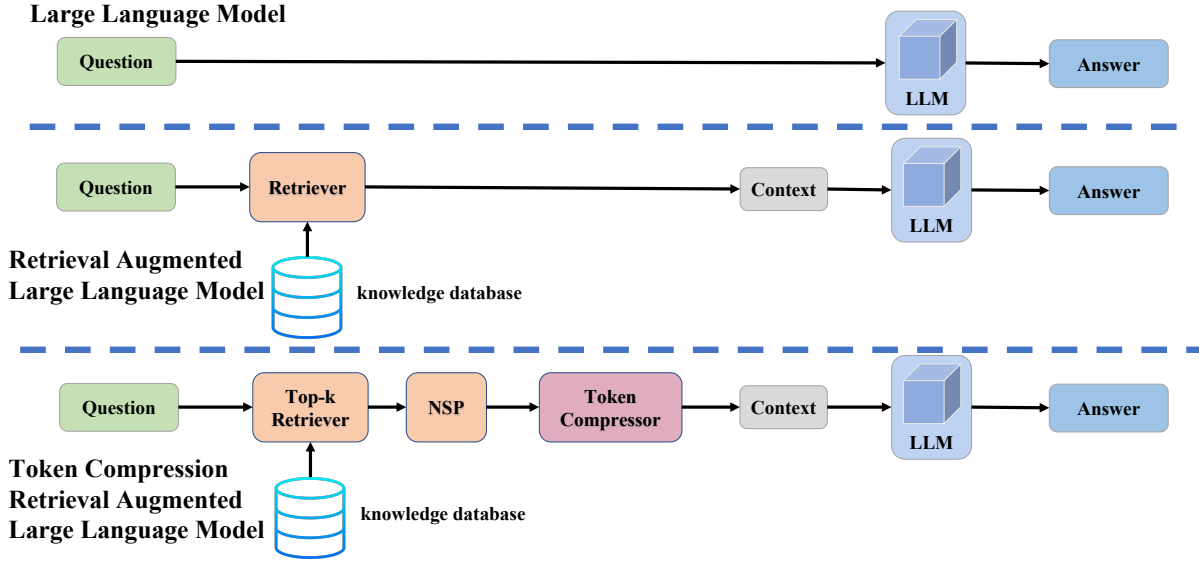 Large Language Model
Question
LLM
Answer
Question
Retriever
Context
LLM
Answer
Retrieval Augmented
Large Language Model
knowledge database
Question
Top-k
Retriever
NSP
Token
Compressor
Context
LLM
Answer
Token Compression
Retrieval Augmented
Large Language Model
knowledge database